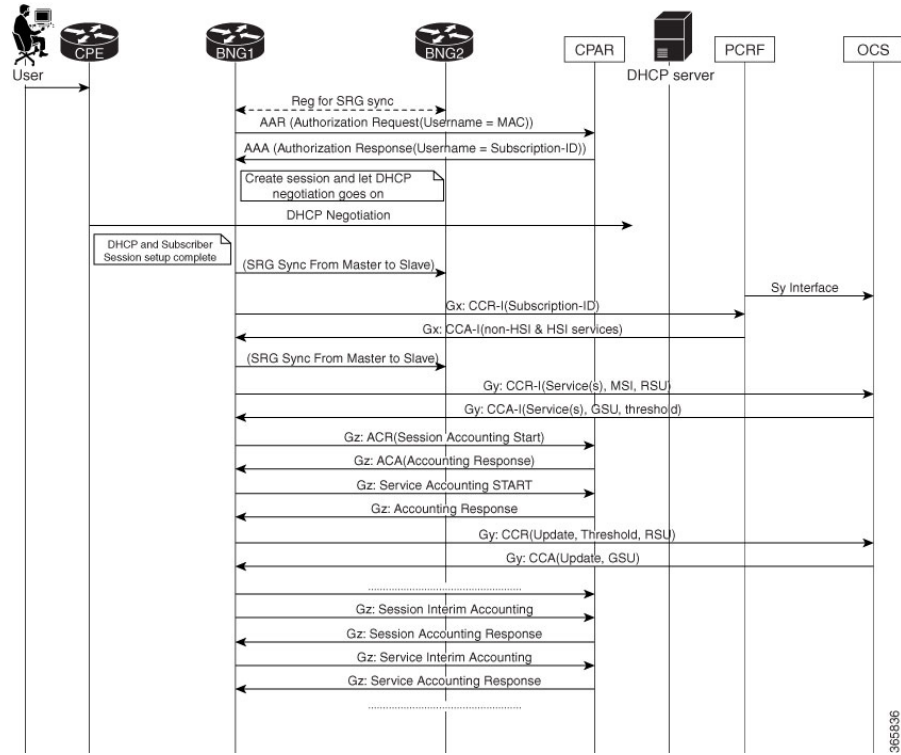 CPE
BNG1
BNG2
CPAR
PCRF
OCS
User
DHCP server
Reg for SRG sync
AAR (Authorization Request(Username = MAC))
AAA (Authorization Response(Username = Subscription-ID))
Create session and let DHCP
negotiation goes on
DHCP Negotiation
DHCP and Subscriber
Session setup complete
(SRG Sync From Master to Slave)
Sy Interface
Gx: CCR-I(Subscription-ID)
Gx: CCA-I(non-HSI & HSI services)
(SRG Sync From Master to Slave)
Gy: CCR-I(Service(s), MSI, RSU)
Gy: CCA-I(Service(s), GSU, threshold)
Gz: ACR(Session Accounting Start)
Gz: ACA(Accounting Response)
Gz: Service Accounting START
Gz: Accounting Response
Gy: CCR(Update, Threshold, RSU)
Gy: CCA(Update, GSU)
Gz: Session Interim Accounting
Gz: Session Accounting Response
Gz: Service Interim Accounting
Gz: Service Accounting Response
365836